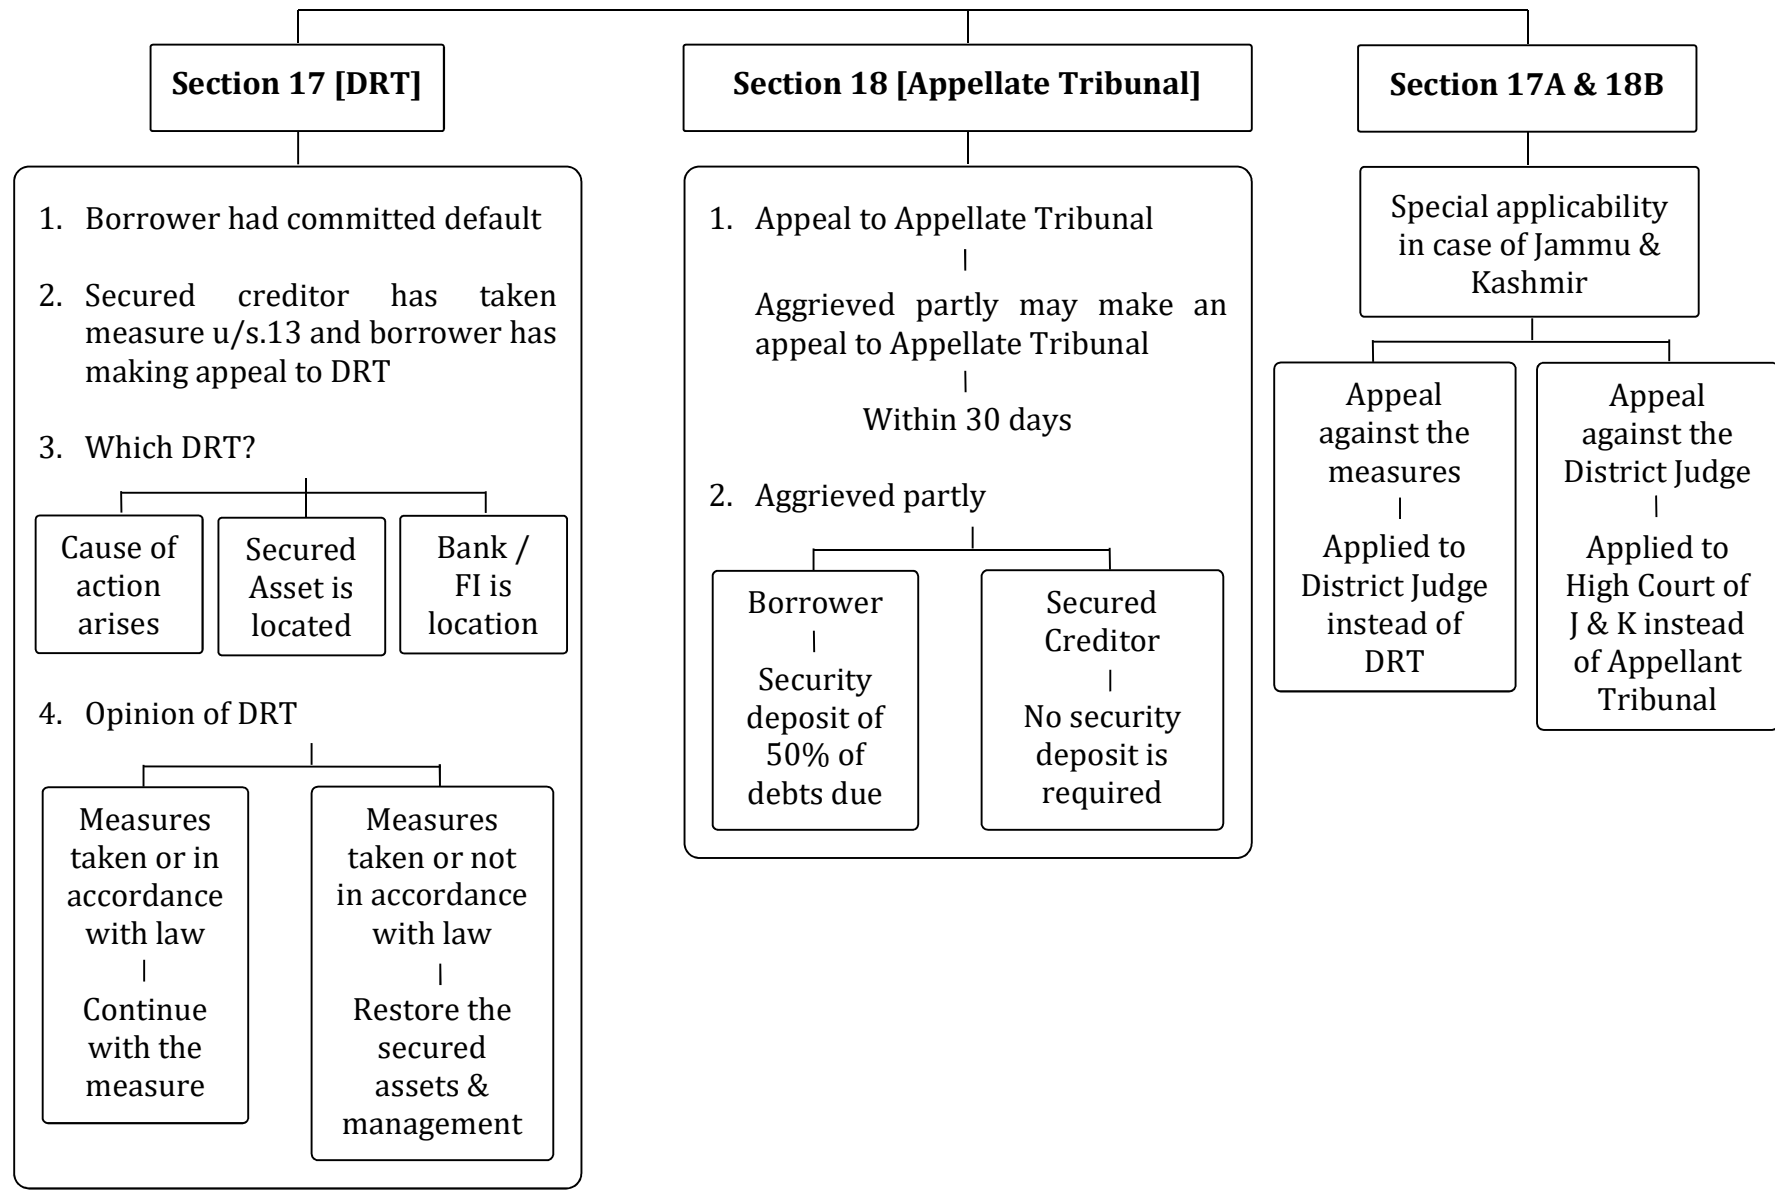 Section 17 [DRT]
1. Borrower had committed default
2. Secured creditor has taken
measure u/s.13 and borrower has
making appeal to DRT
3. Which DRT?
Cause of
action
arises
Secured
Asset is
located
Bank /
FI is
location
4. Opinion of DRT
Measures
taken or in
accordance
with law
Continue
with the
measure
Measures
taken or not
in accordance
with law
Restore the
secured
assets &
management
Section 18 [Appellate Tribunal]
1. Appeal to Appellate Tribunal
Aggrieved partly may make an
appeal to Appellate Tribunal
Within 30 days
2. Aggrieved partly
Borrower
Security
deposit of
50% of
debts due
Secured
Creditor
No security
deposit is
required
Section 17A & 18B
Special applicability
in case of Jammu &
Kashmir
Appeal
against the
measures
Applied to
District Judge
instead of
DRT
Appeal
against the
District Judge
Applied to
High Court of
J & K instead
of Appellant
Tribunal